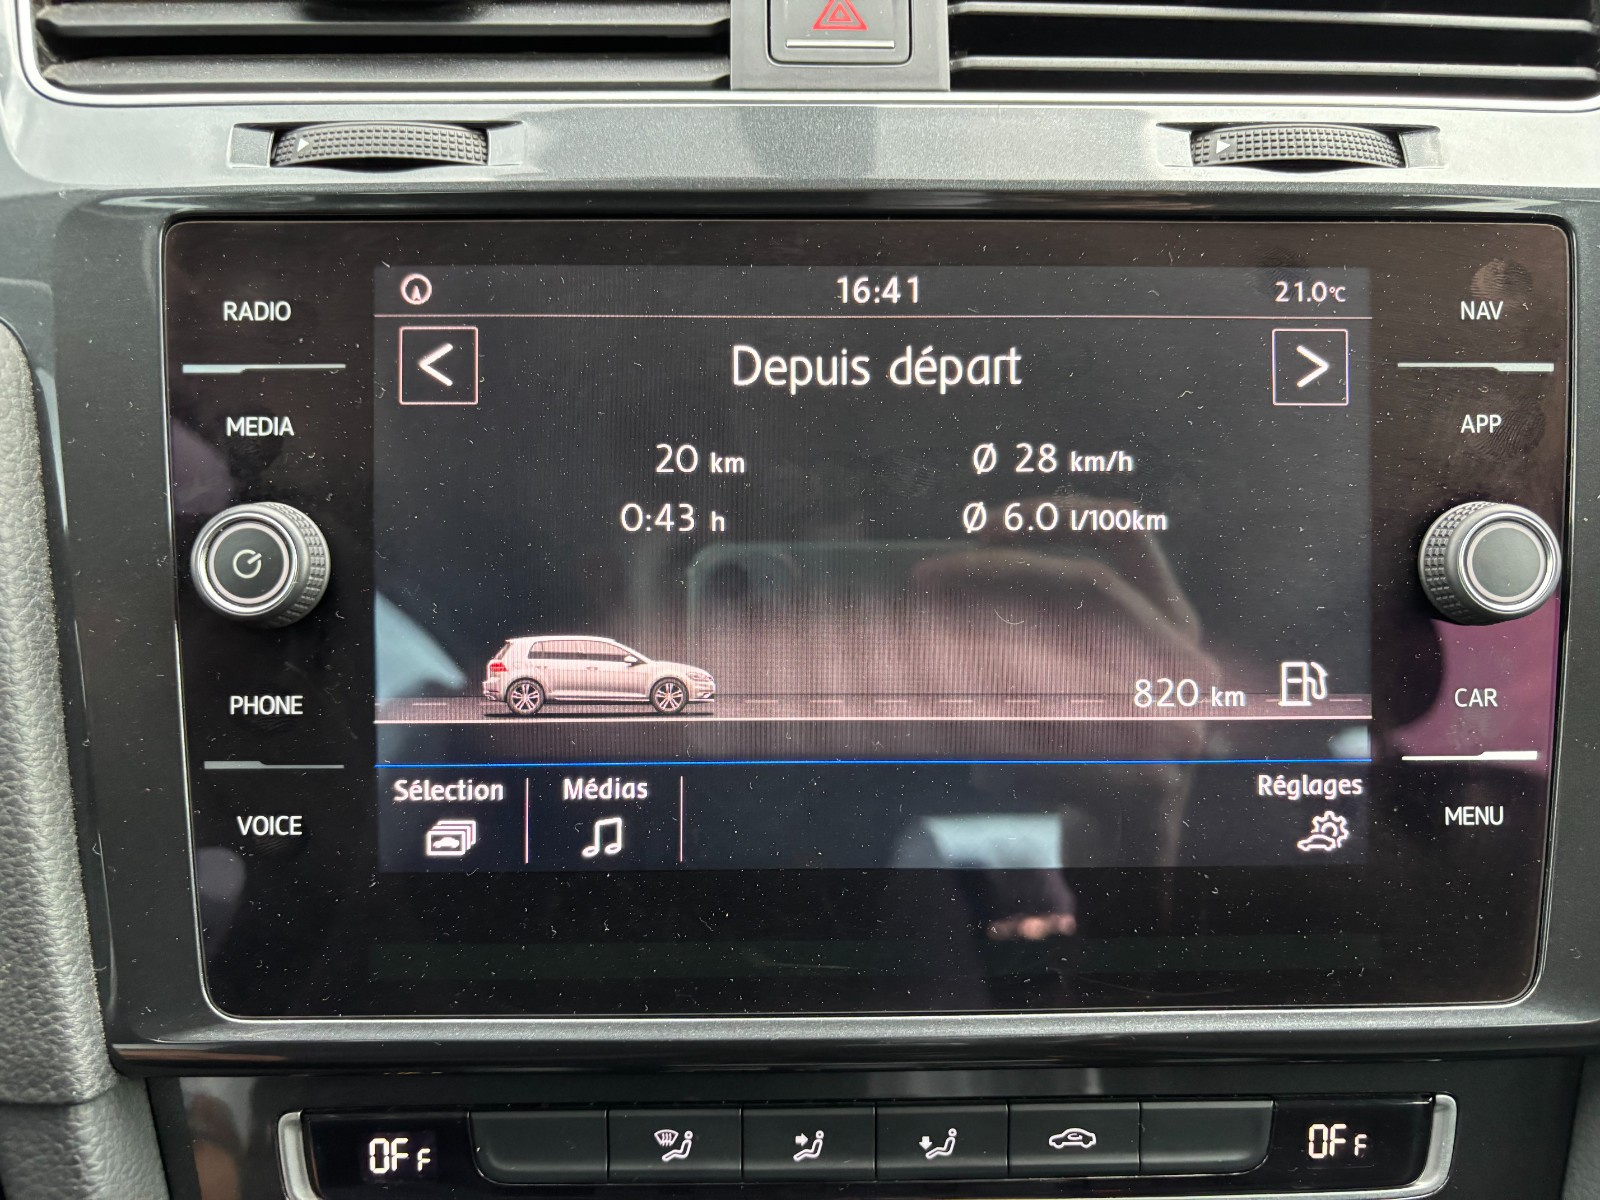 RADIO
MEDIA
PHONE
VOICE
16:41
21.0°C
Depuis départ
20 km
Ø 28 km/h
0:43 h
Ø 6.0 l/100km
820 km
Sélection
Médias
Réglages
NAV
APP
CAR
MENU
OFF
OFF